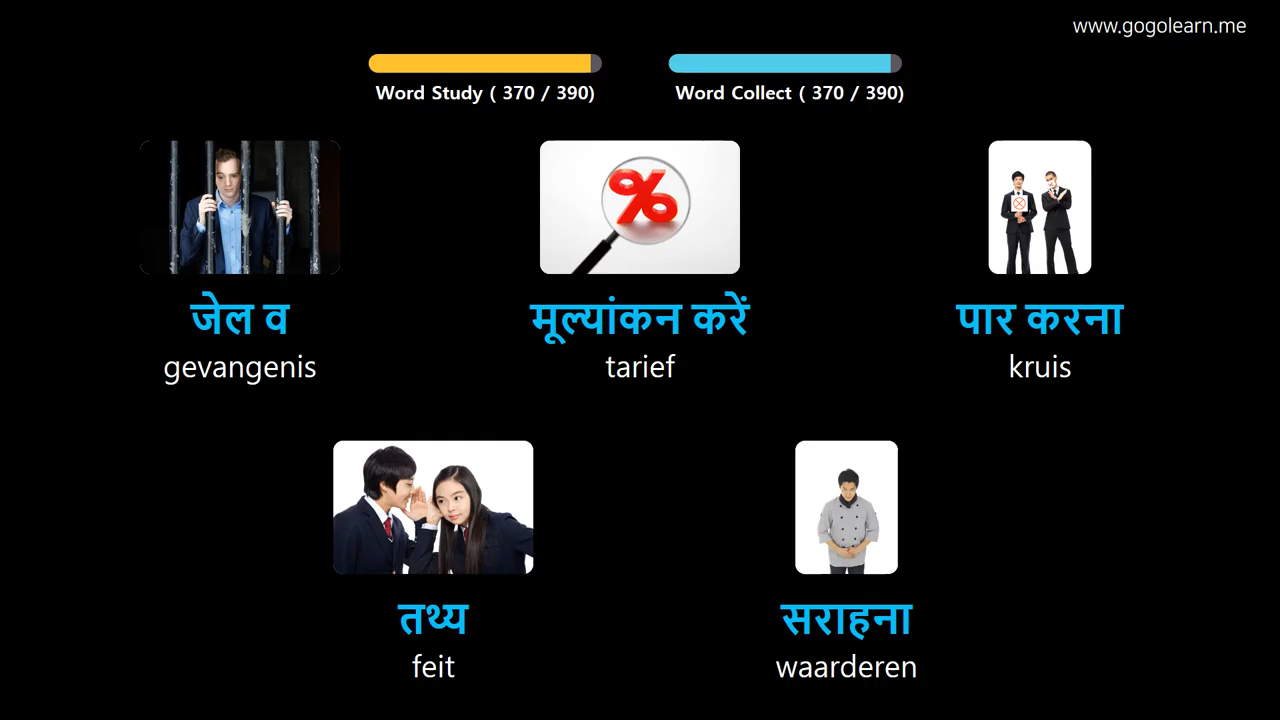 www.gogolearn.me
Word Study ( 370 / 390)
Word Collect ( 370 / 390)
जेल व
gevangenis
मूल्यांकन करें
tarief
पार करना
kruis
तथ्य
feit
सराहना
waarderen